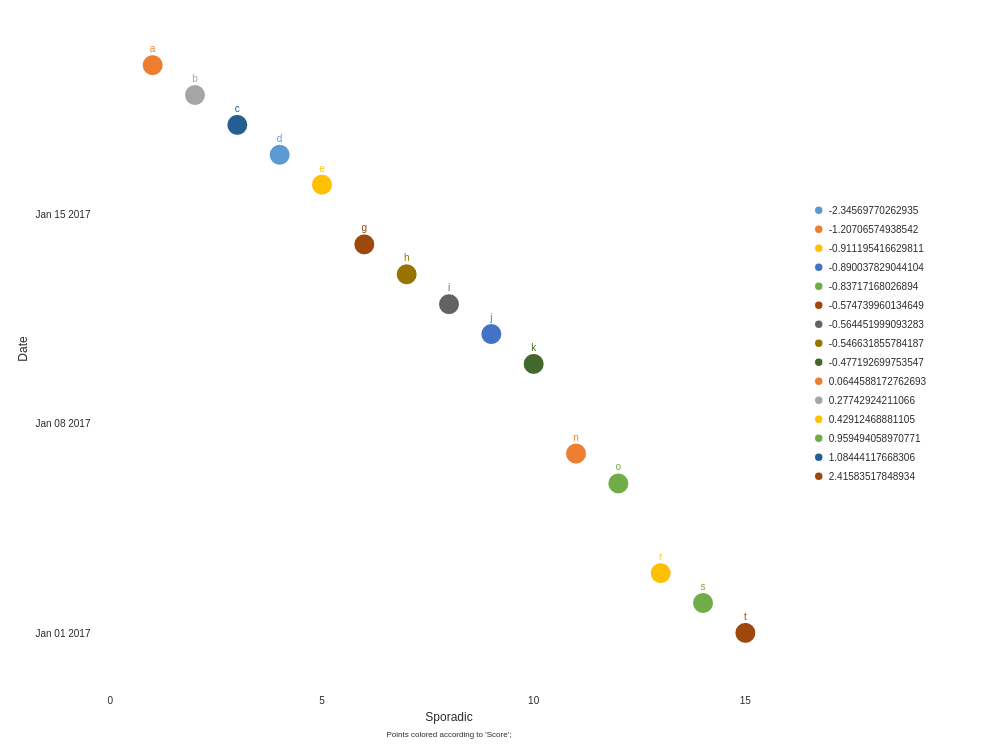 a
b
c
d
e
g
h
i
j
k
n
o
r
s
t
Jan 15 2017
Jan 08 2017
Jan 01 2017
Date
0 5 10 15
Sporadic
Points colored according to 'Score';
-2.34569770262935
-1.20706574938542
-0.911195416629811
-0.890037829044104
-0.83717168026894
-0.574739960134649
-0.564451999093283
-0.546631855784187
-0.477192699753547
0.0644588172762693
0.27742924211066
0.42912468881105
0.959494058970771
1.08444117668306
2.41583517848934